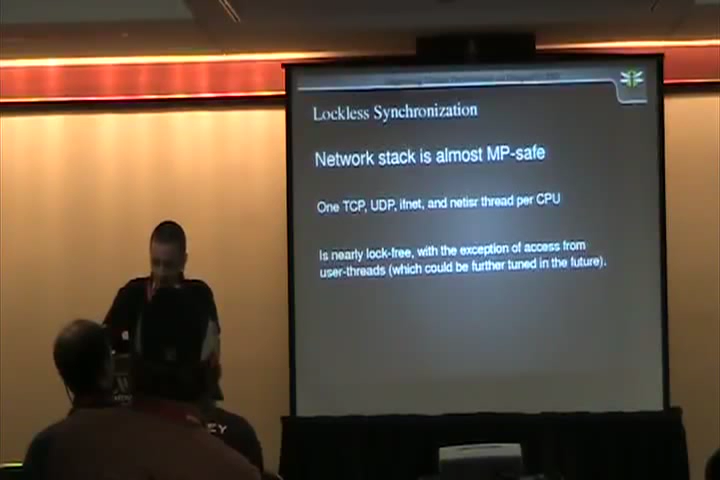 Lockless Synchronization
Network stack is almost MP-safe
One TCP, UDP, ifnet, and netisr thread per CPU
Is nearly lock-free, with the exception of access from
user-threads (which could be further tuned in the future).
EY